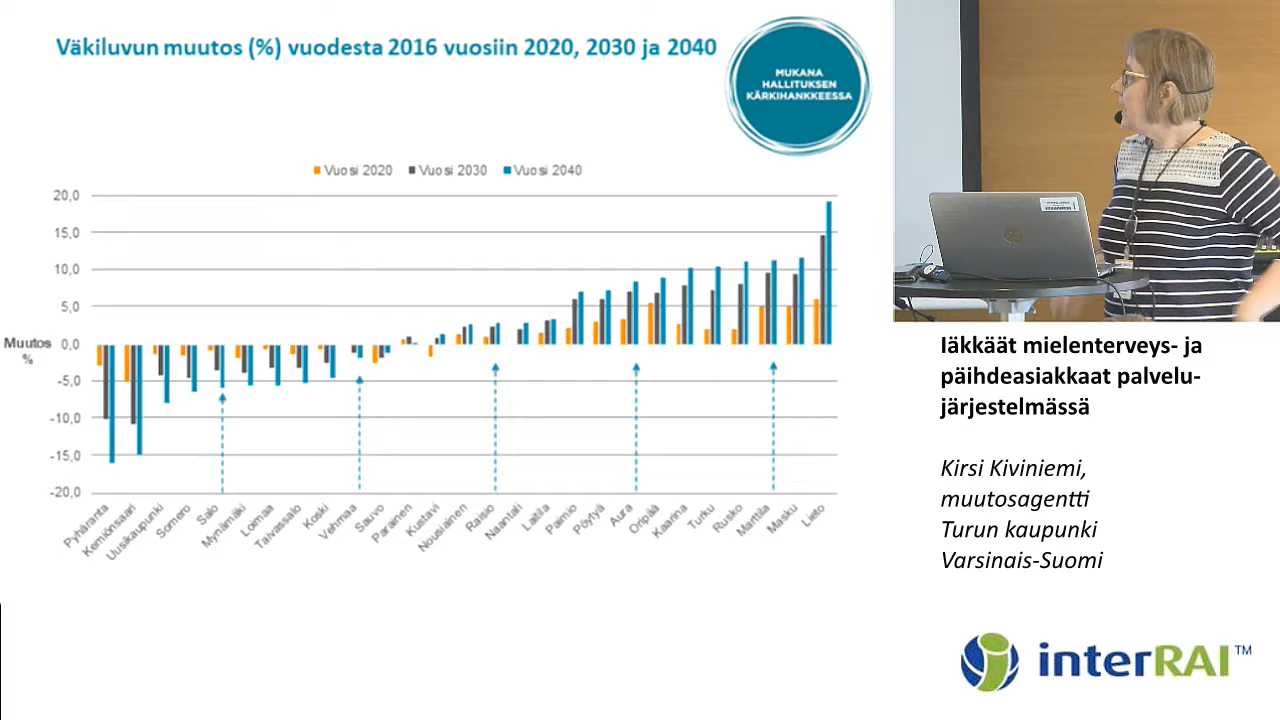 Väkiluvun muutos (%) vuodesta 2016 vuosiin 2020, 2030 ja 2040
MUKANA
HALLITUKSEN
KÄRKIHANKKEESSA
Vuosi 2020 Vuosi 2030 Vuosi 2040
20,0
15,0
10,0
5,0
0,0
-5,0
-10,0
-15,0
-20,0
Muutos
%
Pyhäranta
Kemiönsaari
Uusikaupunki
Somero
Salo
Mynämäki
Loimaa
Taivassalo
Koski
Vehmaa
Sauvo
Parainen
Kustavi
Nousiainen
Raisio
Naantali
Laitila
Paimio
Pöytyä
Aura
Oripää
Kaarina
Turku
Rusko
Marttila
Masku
Lieto
Iäkkäät mielenterveys- ja
päihdeasiakkaat palvelu-
järjestelmässä
Kirsi Kiviniemi,
muutosagentti
Turun kaupunki
Varsinais-Suomi
interRAI™